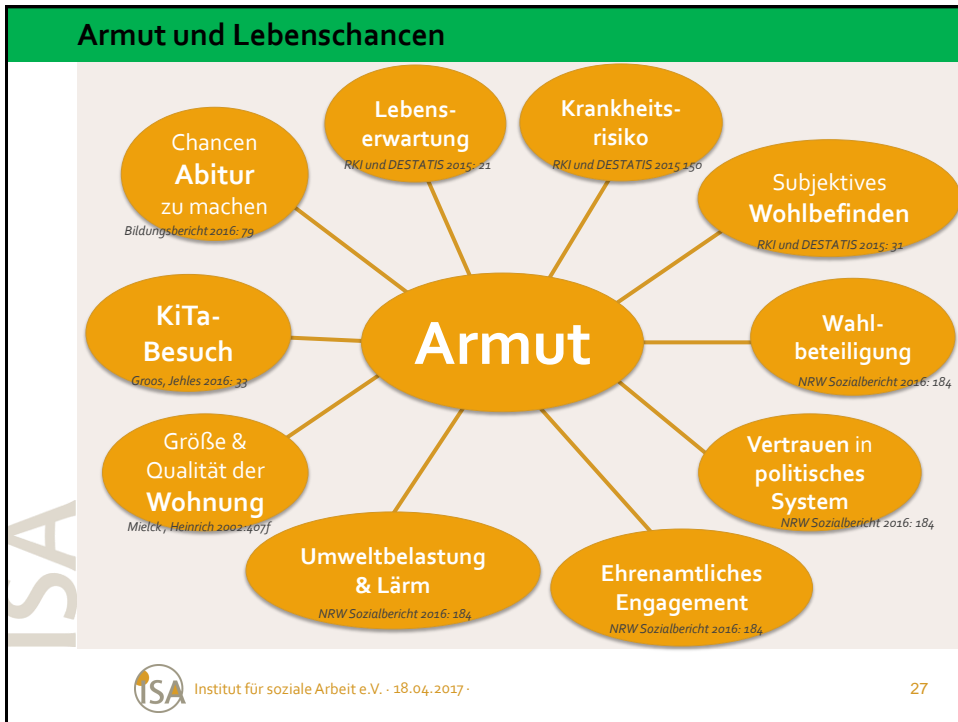 Armut und Lebenschancen
Lebens-
erwartung
RKI und DESTATIS 2015: 21
Krankheits-
risiko
RKI und DESTATIS 2015 150
Chancen
Abitur
zu machen
Bildungsbericht 2016: 79
Subjektives
Wohlbefinden
RKI und DESTATIS 2015: 31
KiTa-
Besuch
Groos, Jehles 2016: 33
Armut
Wahl-
beteiligung
NRW Sozialbericht 2016: 184
Größe &
Qualität der
Wohnung
Mielck, Heinrich 2002:407f
Vertrauen in
politisches
System
NRW Sozialbericht 2016: 184
Umweltbelastung
& Lärm
NRW Sozialbericht 2016: 184
Ehrenamtliches
Engagement
NRW Sozialbericht 2016: 184
ISA
ISA
Institut für soziale Arbeit e.V. · 18.04.2017 ·
27